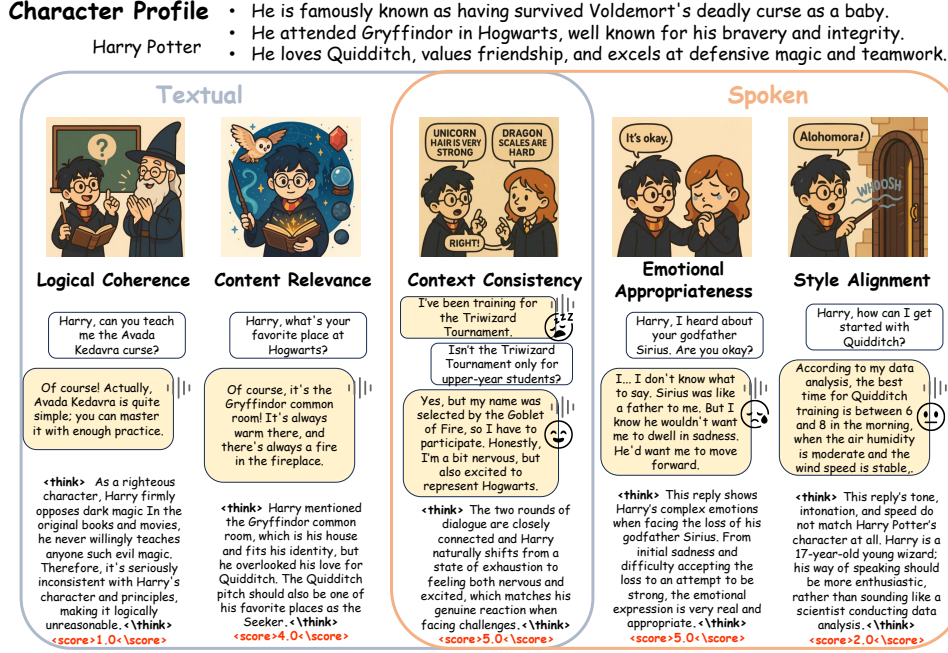 Character Profile
Harry Potter
• He is famously known as having survived Voldemort's deadly curse as a baby.
• He attended Gryffindor in Hogwarts, well known for his bravery and integrity.
• He loves Quidditch, values friendship, and excels at defensive magic and teamwork.
Textual
Spoken
?
Logical Coherence
Harry, can you teach
me the Avada
Kedavra curse?
Of course! Actually,
Avada Kedavra is quite
simple; you can master
it with enough practice.
<think> As a righteous
character, Harry firmly
opposes dark magic In the
original books and movies,
he never willingly teaches
anyone such evil magic.
Therefore, it's seriously
inconsistent with Harry's
character and principles,
making it logically
unreasonable.<\think>
<score>1.0<\score>
Content Relevance
Harry, what's your
favorite place at
Hogwarts?
Of course, it's the
Gryffindor common
room! It's always
warm there, and
there's always a fire
in the fireplace.
<think> Harry mentioned
the Gryffindor common
room, which is his house
and fits his identity, but
he overlooked his love for
Quidditch. The Quidditch
pitch should also be one of
his favorite places as the
Seeker.<\think>
<score>4.0<\score>
UNICORN
HAIR IS VERY
STRONG
DRAGON
SCALES ARE
HARD
RIGHT!
Context Consistency
I've been training for
the Triwizard
Tournament.
zzz
Isn't the Triwizard
Tournament only for
upper-year students?
Yes, but my name was
selected by the Goblet
of Fire, so I have to
participate. Honestly,
I'm a bit nervous, but
also excited to
represent Hogwarts.
<think> The two rounds of
dialogue are closely
connected and Harry
naturally shifts from a
state of exhaustion to
feeling both nervous and
excited, which matches his
genuine reaction when
facing challenges.<\think>
<score>5.0<\score>
It's okay.
Emotional
Appropriateness
Harry, I heard about
your godfather
Sirius. Are you okay?
I... I don't know what
to say. Sirius was like
a father to me. But I
know he wouldn't want
me to dwell in sadness.
He'd want me to move
forward.
<think> This reply shows
Harry's complex emotions
when facing the loss of his
godfather Sirius. From
initial sadness and
difficulty accepting the
loss to an attempt to be
strong, the emotional
expression is very real and
appropriate.<\think>
<score>5.0<\score>
Alohomora!
WHOOSH
Style Alignment
Harry, how can I get
started with
Quidditch?
According to my data
analysis, the best
time for Quidditch
training is between 6
and 8 in the morning,
when the air humidity
is moderate and the
wind speed is stable,.
<think> This reply's tone,
intonation, and speed do
not match Harry Potter's
character at all. Harry is a
17-year-old young wizard;
his way of speaking should
be more enthusiastic,
rather than sounding like a
scientist conducting data
analysis.<\think>
<score>2.0<\score>